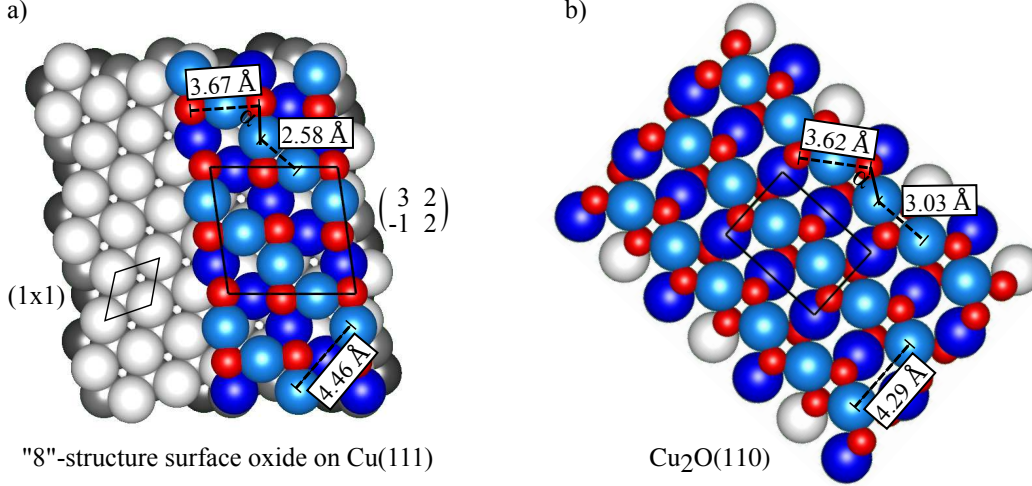 a)
b)
3.67 Å
α
2.58 Å
3 2
-1 2
(1x1)
4.46 Å
3.62 Å
α
3.03 Å
4.29 Å
"8"-structure surface oxide on Cu(111)
Cu2O(110)